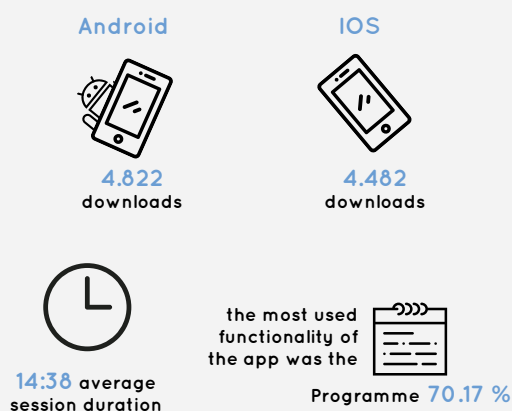 Android
IOS
4.822
downloads
4.482
downloads
14:38 average
session duration
the most used
functionality of
the app was the
Programme 70.17 %